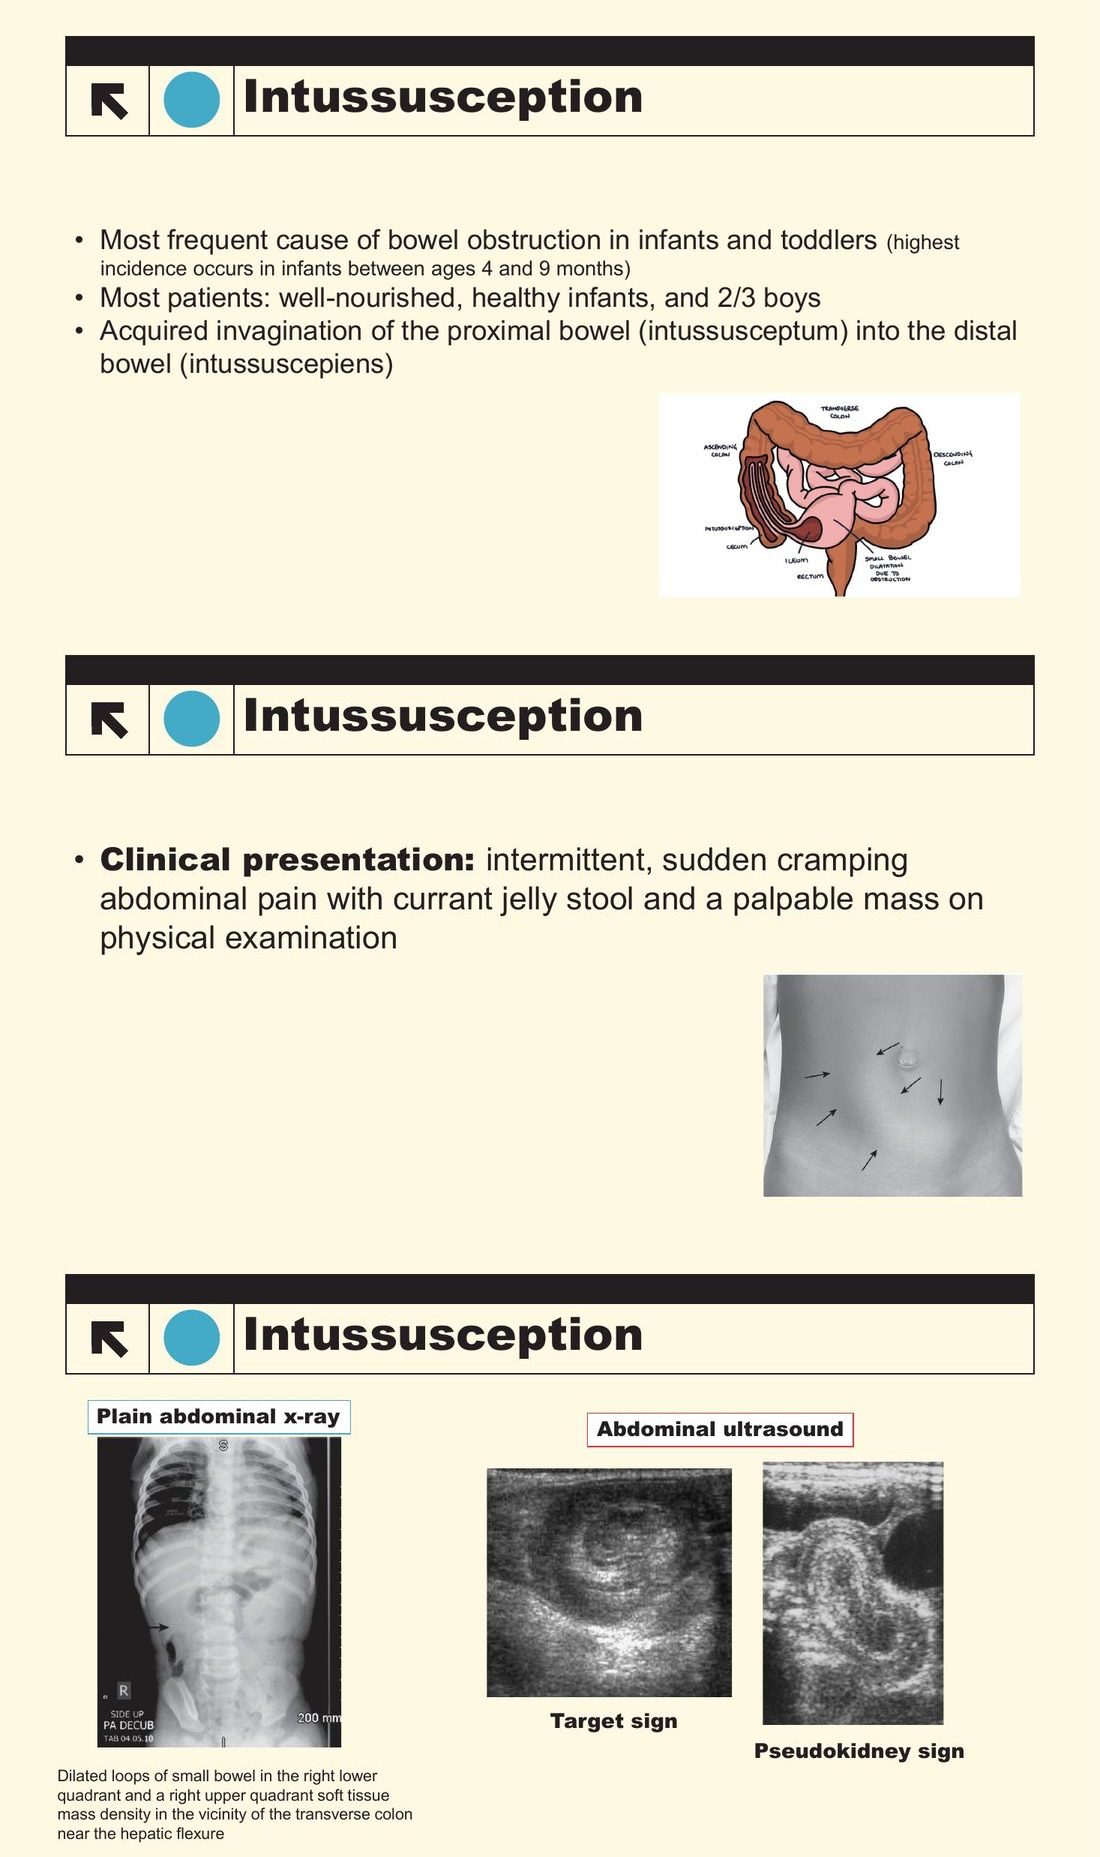 Intussusception
• Most frequent cause of bowel obstruction in infants and toddlers (highest
incidence occurs in infants between ages 4 and 9 months)
• Most patients: well-nourished, healthy infants, and 2/3 boys
• Acquired invagination of the proximal bowel (intussusceptum) into the distal
bowel (intussuscepiens)
TRANSVERSE
COLON
ASCENDING
COLON
DESCENDING
COLON
INTUSSUSCEPTION
CECUM
ILEUM
RECTUM
SMALL BOWEL
DILATATION
DUE TO
OBSTRUCTION
Intussusception
• Clinical presentation: intermittent, sudden cramping
abdominal pain with currant jelly stool and a palpable mass on
physical examination
Intussusception
Plain abdominal x-ray
S
R
SIDE UP
PA DECUB
TAB 04.05.10
200 mm
I
Dilated loops of small bowel in the right lower
quadrant and a right upper quadrant soft tissue
mass density in the vicinity of the transverse colon
near the hepatic flexure
Abdominal ultrasound
Target sign
Pseudokidney sign